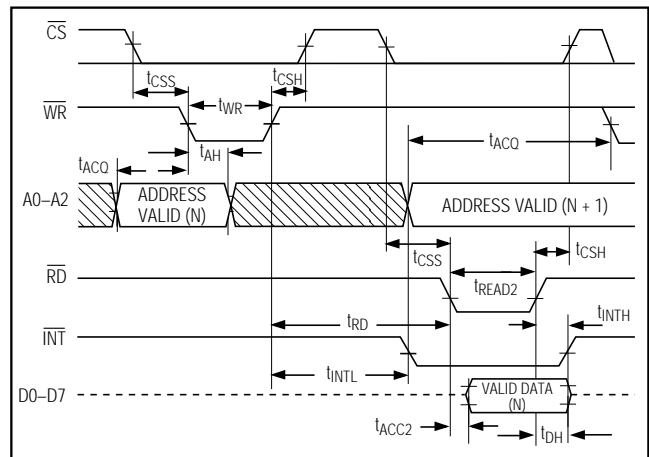 CS
tCSS
tWR
tCSH
WR
tACQ
tACQ
tAH
A0–A2
ADDRESS
VALID (N)
ADDRESS VALID (N + 1)
tCSS
tCSH
RD
tREAD2
tRD
tINTH
INT
tINTL
D0–D7
VALID DATA
(N)
tACC2
tDH